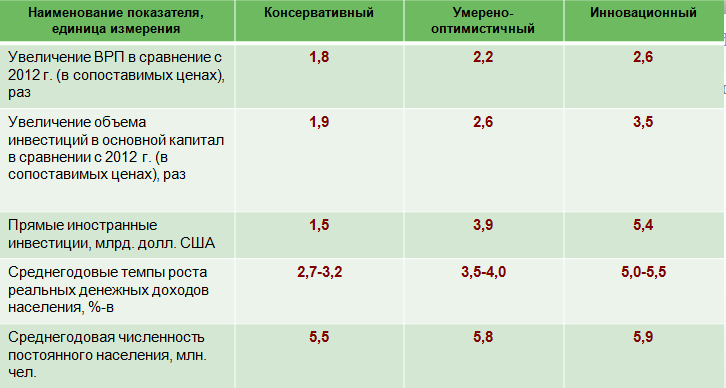 Наименование показателя,
единица измерения
Консервативный
Умерено-
оптимистичный
Инновационный
Увеличение ВРП в сравнение с
2012 г. (в сопоставимых ценах),
раз
1,8
2,2
2,6
Увеличение объема
инвестиций в основной капитал
в сравнении с 2012 г. (в
сопоставимых ценах), раз
1,9
2,6
3,5
Прямые иностранные
инвестиции, млрд. долл. США
1,5
3,9
5,4
Среднегодовые темпы роста
реальных денежных доходов
населения, %-в
2,7-3,2
3,5-4,0
5,0-5,5
Среднегодовая численность
постоянного населения, млн.
чел.
5,5
5,8
5,9